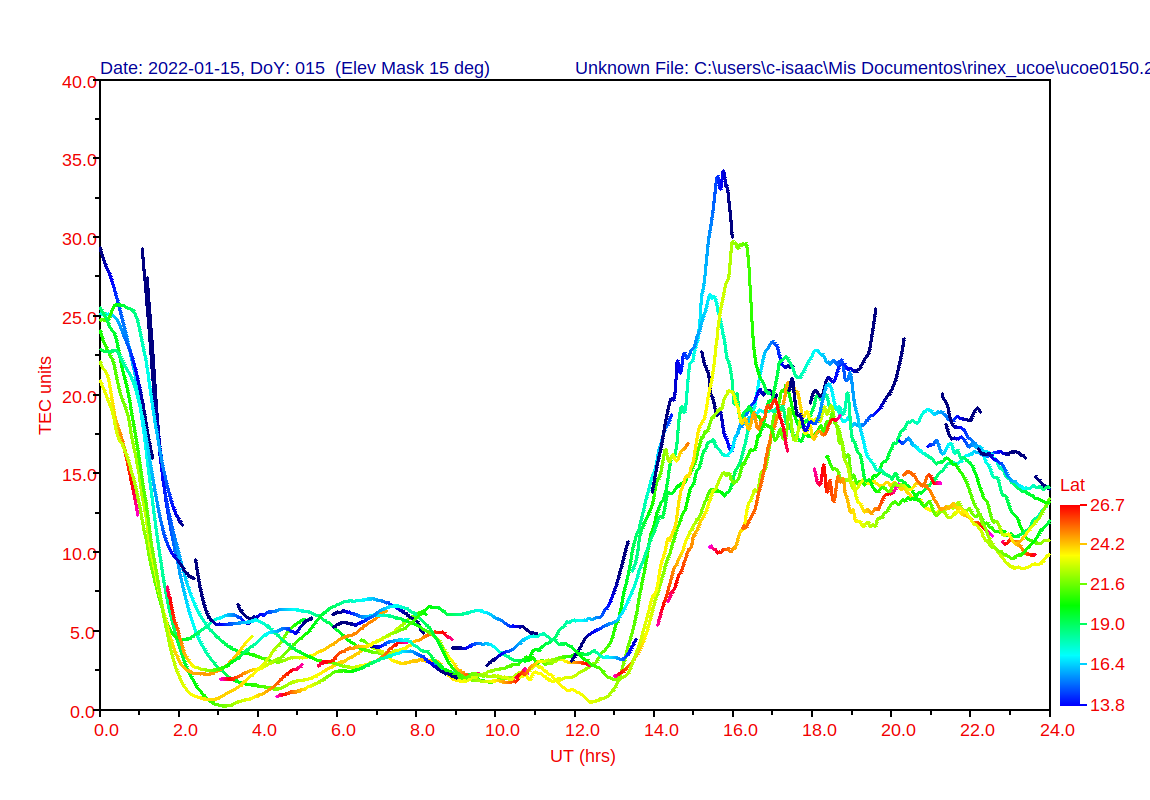 Date: 2022-01-15, DoY: 015  (Elev Mask 15 deg)
Unknown File: C:\users\c-isaac\Mis Documentos\rinex_ucoe\ucoe0150.2
40.0
35.0
30.0
25.0
20.0
15.0
10.0
5.0
0.0
TEC units
0.0 2.0 4.0 6.0 8.0 10.0 12.0 14.0 16.0 18.0 20.0 22.0 24.0
UT (hrs)
Lat
26.7
24.2
21.6
19.0
16.4
13.8